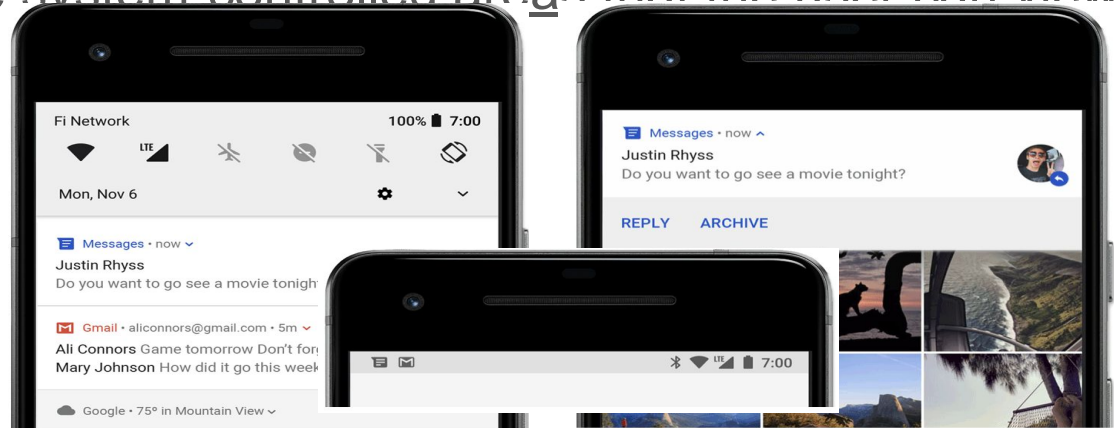 Fi Network 100% 7:00
LTE
Mon, Nov 6
Messages • now
Justin Rhyss
Do you want to go see a movie tonigh
Gmail • aliconnors@gmail.com • 5m
Ali Connors Game tomorrow Don't forg
Mary Johnson How did it go this week
Google • 75° in Mountain View
LTE 7:00
Messages • now
Justin Rhyss
Do you want to go see a movie tonight?
REPLY ARCHIVE